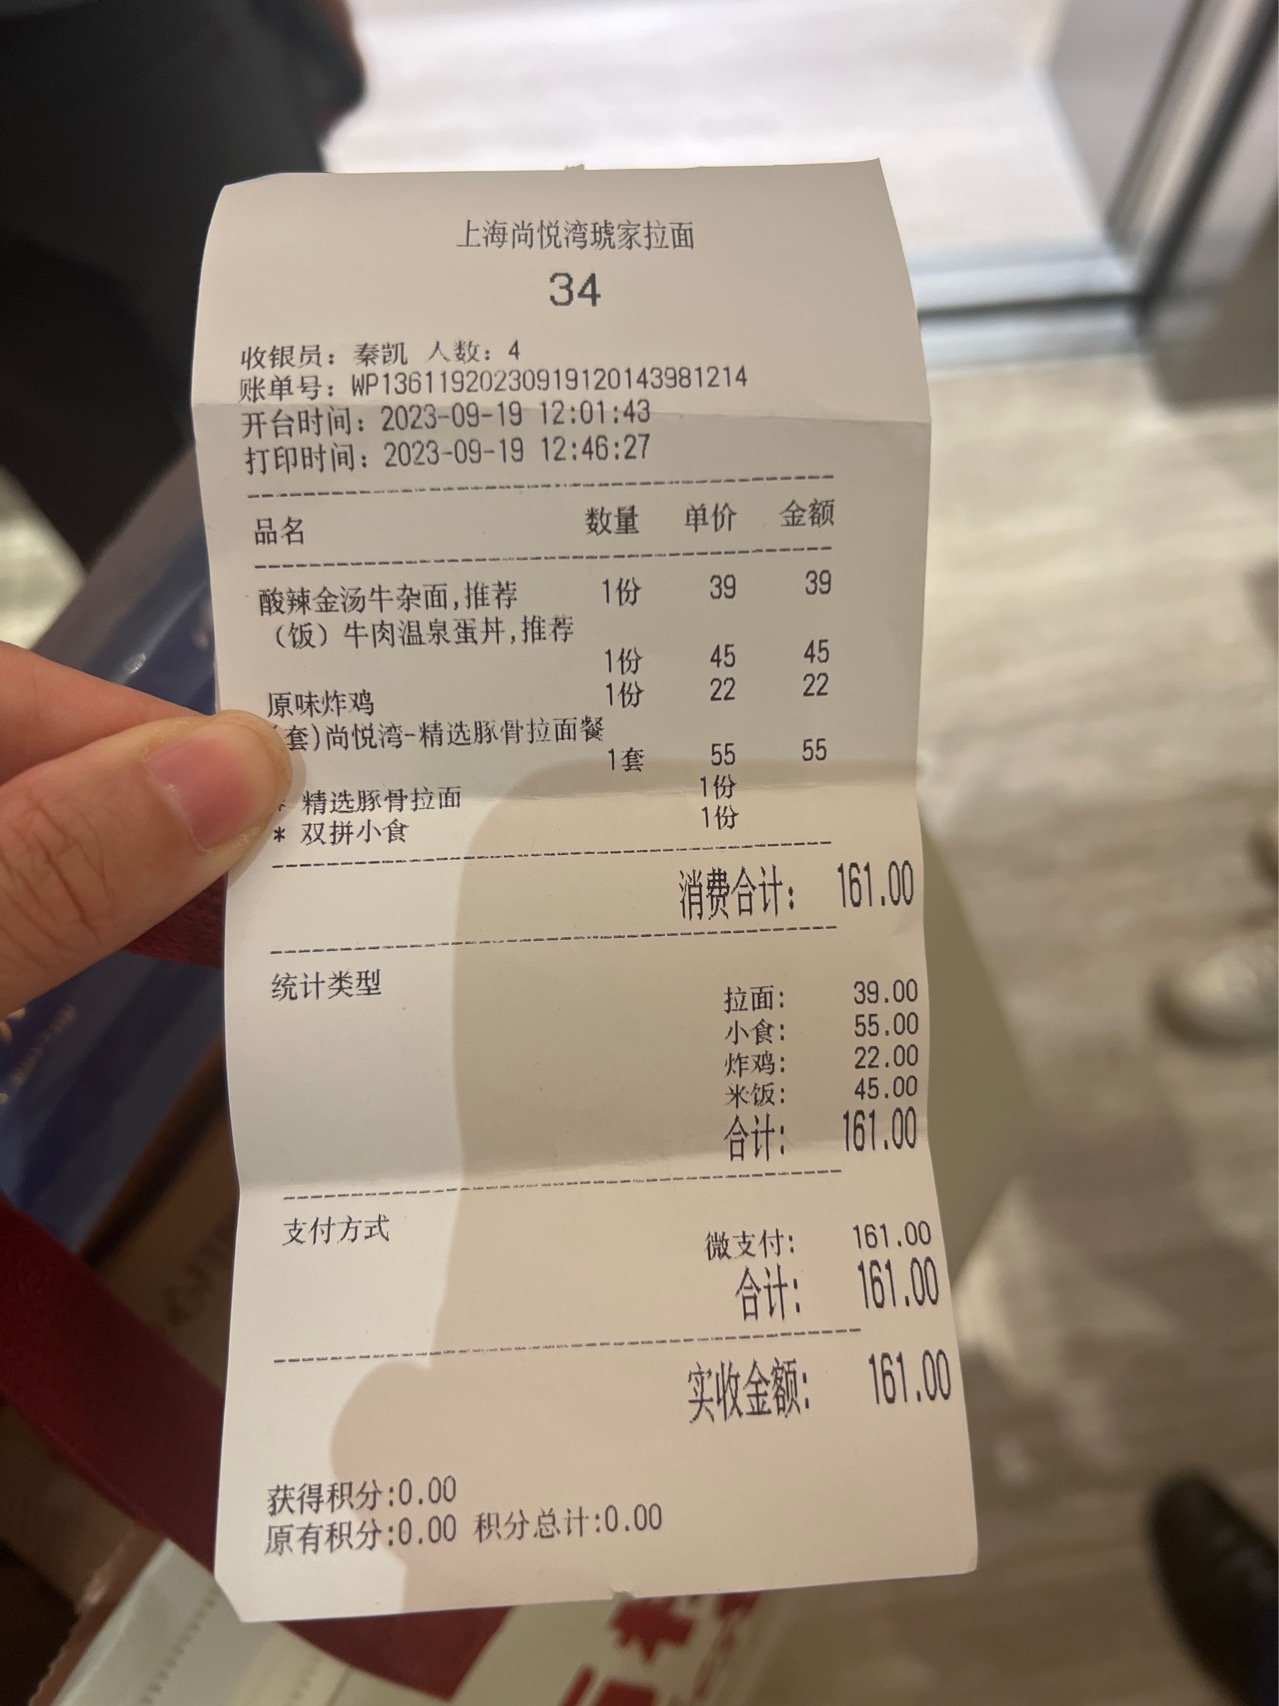 上海尚悦湾琥家拉面
34
收银员：秦凯 人数：4
账单号：WP13611920230919120143981214
开台时间：2023-09-19 12:01:43
打印时间：2023-09-19 12:46:27
品名 数量 单价 金额
酸辣金汤牛杂面,推荐 1份 39 39
（饭）牛肉温泉蛋丼,推荐
1份 45 45
原味炸鸡 1份 22 22
套)尚悦湾-精选豚骨拉面餐
1套 55 55
* 精选豚骨拉面 1份
* 双拼小食 1份
消费合计：161.00
统计类型
拉面: 39.00
小食: 55.00
炸鸡: 22.00
米饭: 45.00
合计: 161.00
支付方式
微支付: 161.00
合计: 161.00
实收金额: 161.00
获得积分:0.00
原有积分:0.00 积分总计:0.00